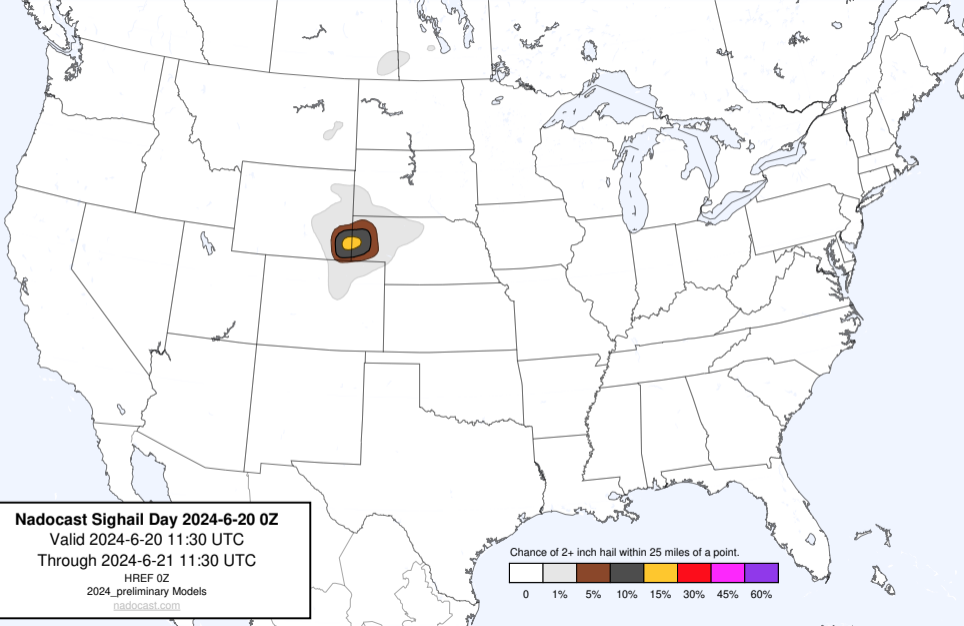 Nadocast Sighail Day 2024-6-20 0Z
Valid 2024-6-20 11:30 UTC
Through 2024-6-21 11:30 UTC
HREF 0Z
2024_preliminary Models
nadocast.com
Chance of 2+ inch hail within 25 miles of a point.
0 1% 5% 10% 15% 30% 45% 60%